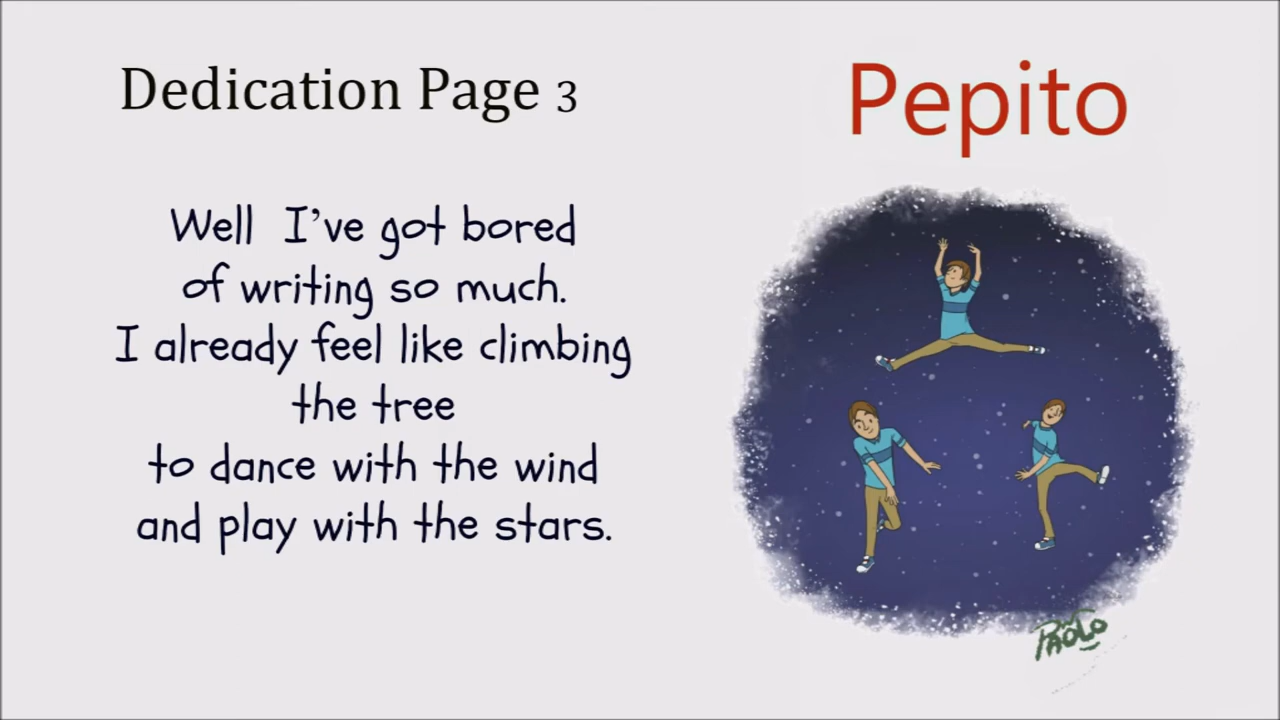 Dedication Page 3
Pepito
Well I've got bored
of writing so much.
I already feel like climbing
the tree
to dance with the wind
and play with the stars.
PAOLO